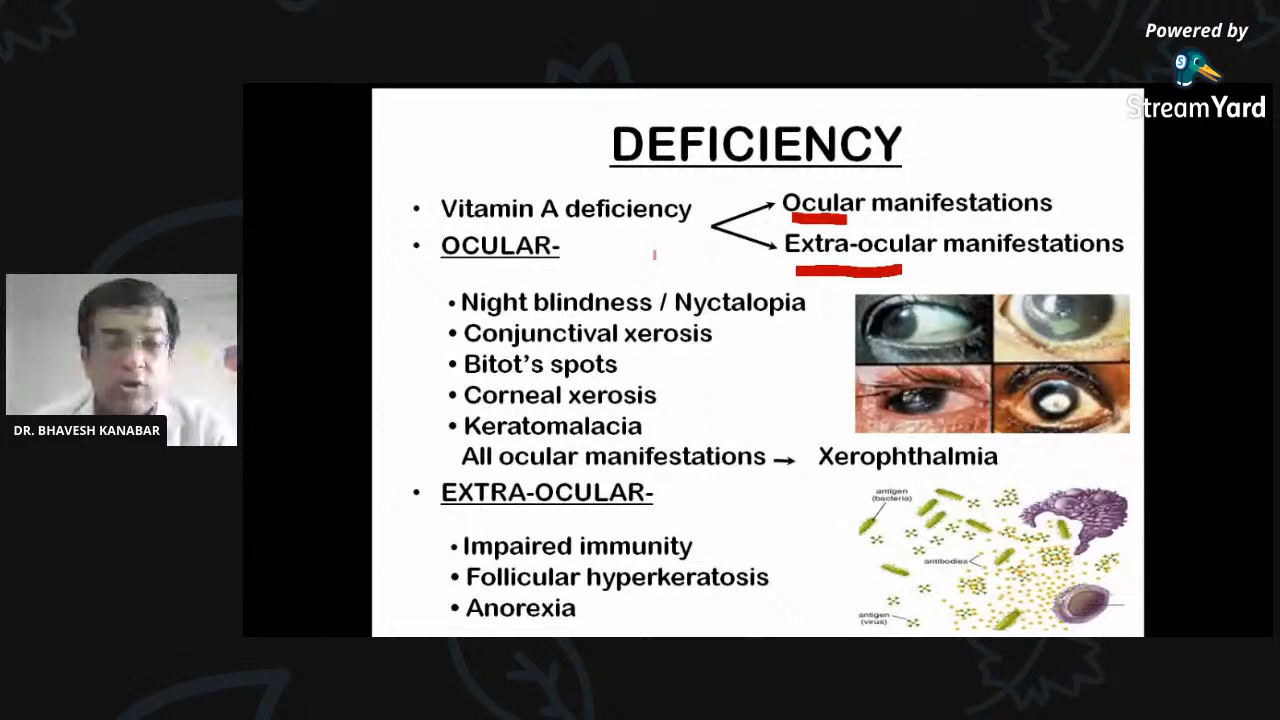 Powered by
StreamYard
DEFICIENCY
• Vitamin A deficiency
Ocular manifestations
Extra-ocular manifestations
• OCULAR-
• Night blindness / Nyctalopia
• Conjunctival xerosis
• Bitot's spots
• Corneal xerosis
• Keratomalacia
All ocular manifestations → Xerophthalmia
• EXTRA-OCULAR-
• Impaired immunity
• Follicular hyperkeratosis
• Anorexia
antigen
(bacteria)
antibodies
antigen
(virus)
DR. BHAVESH KANABAR